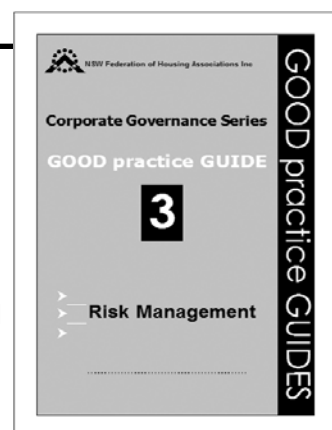 NSW Federation of Housing Associations Inc
Corporate Governance Series
GOOD practice GUIDE
3
Risk Management
GOOD practice GUIDES